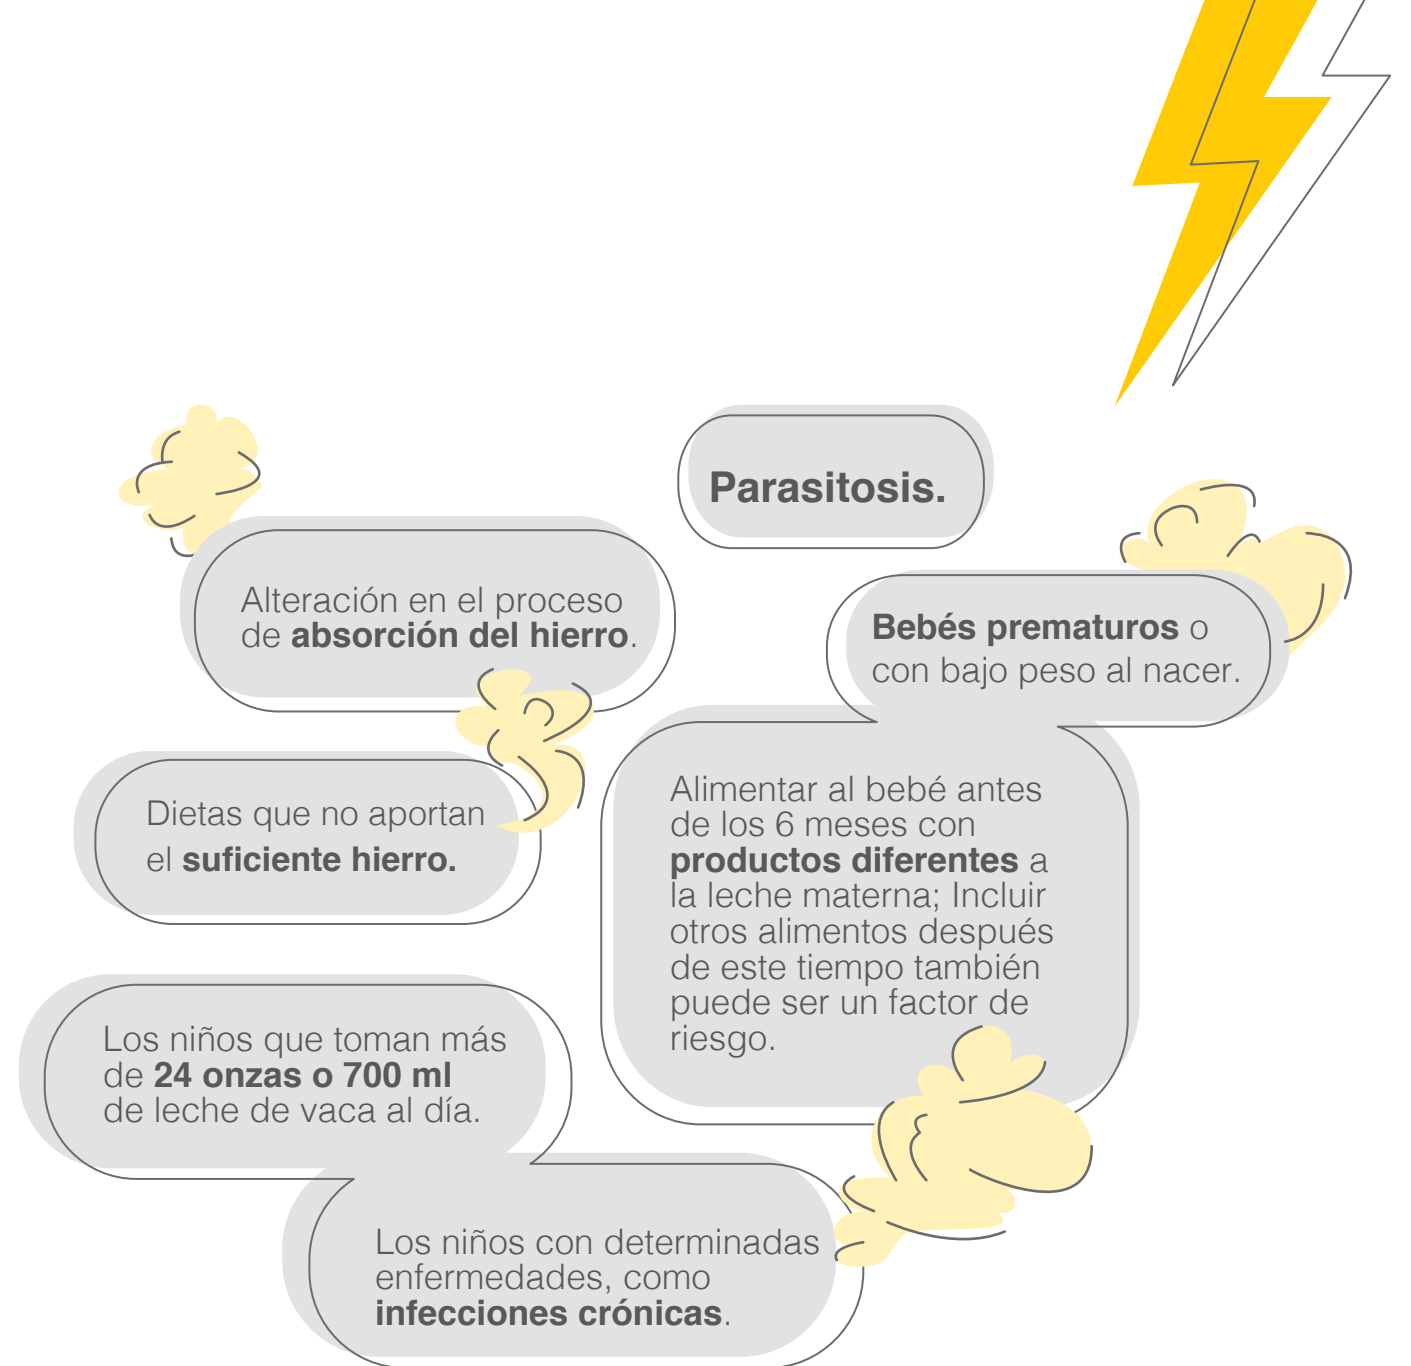 Parasitosis.
Alteración en el proceso
de absorción del hierro.
Bebés prematuros o
con bajo peso al nacer.
Dietas que no aportan
el suficiente hierro.
Alimentar al bebé antes
de los 6 meses con
productos diferentes a
la leche materna; Incluir
otros alimentos después
de este tiempo también
puede ser un factor de
riesgo.
Los niños que toman más
de 24 onzas o 700 ml
de leche de vaca al día.
Los niños con determinadas
enfermedades, como
infecciones crónicas.